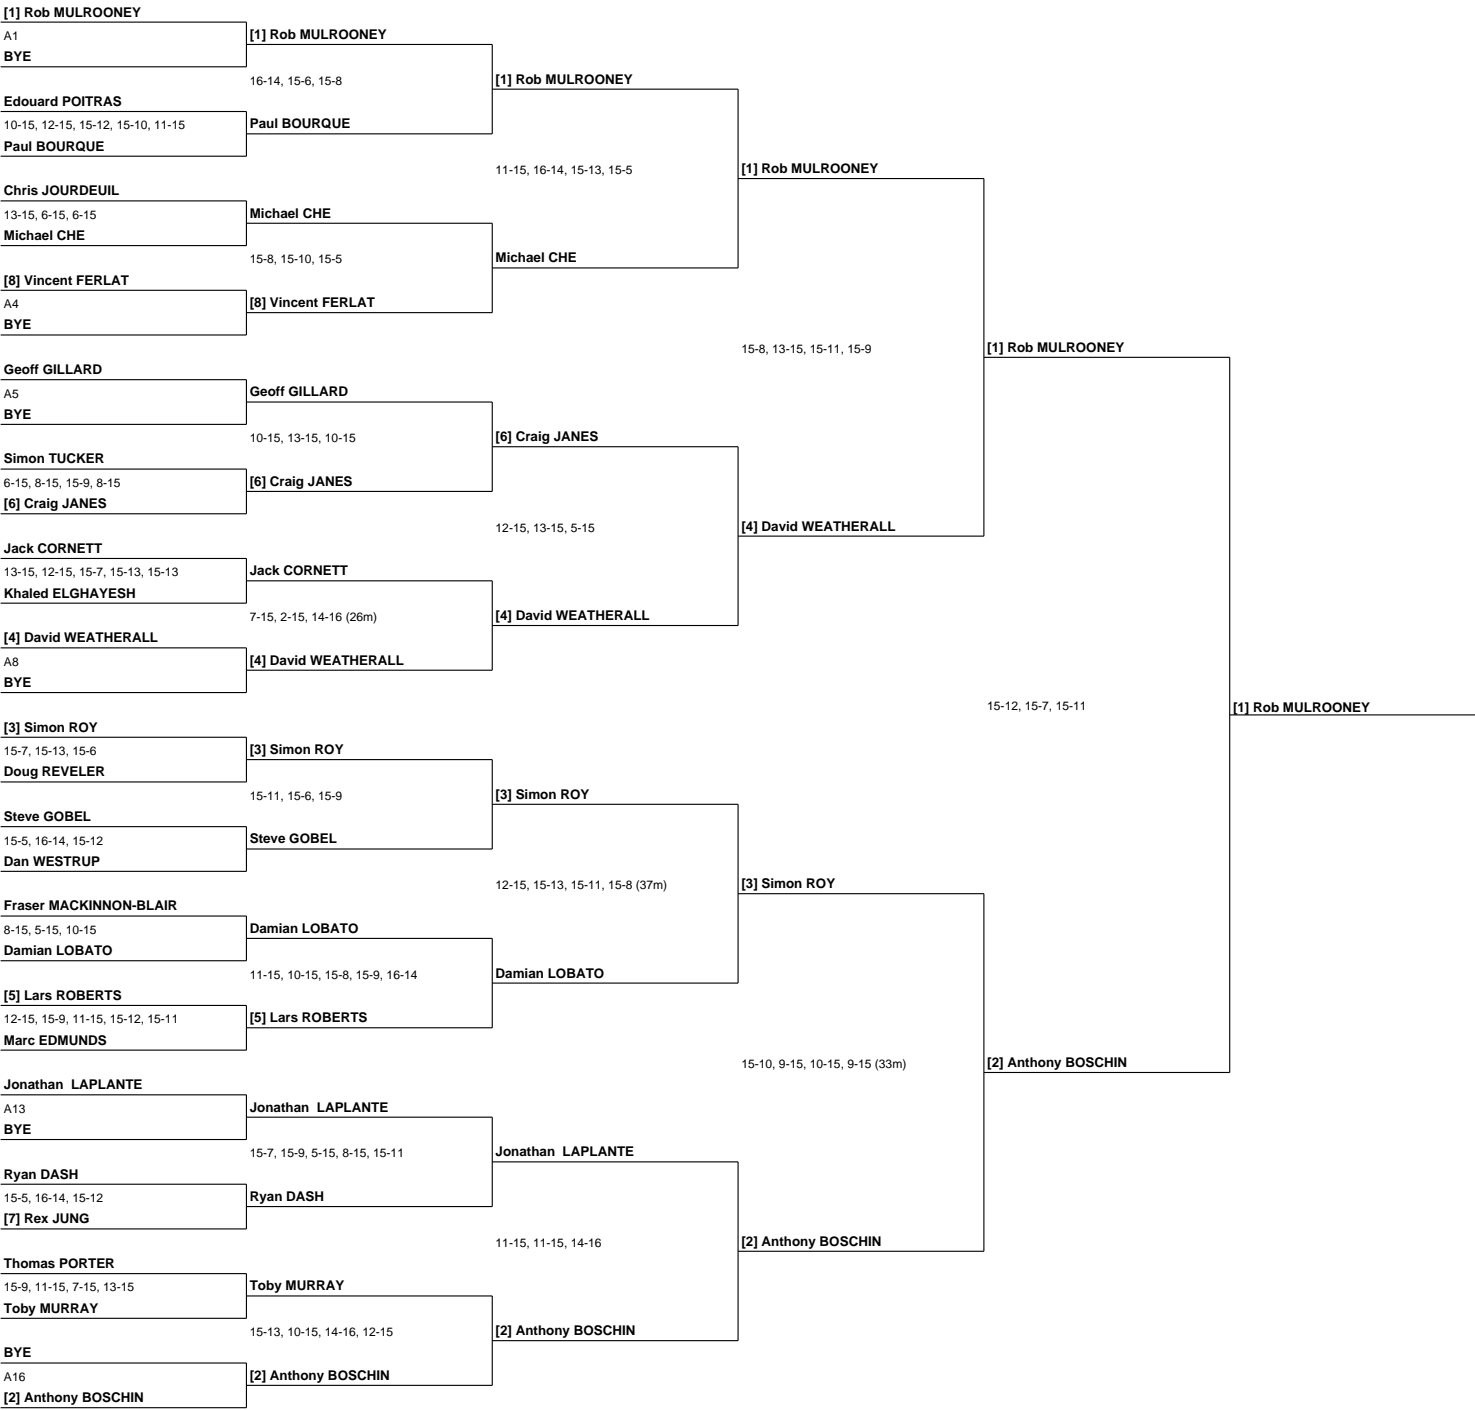 [1] Rob MULROONEY
A1
BYE
Edouard POITRAS
10-15, 12-15, 15-12, 15-10, 11-15
Paul BOURQUE
Chris JOURDEUIL
13-15, 6-15, 6-15
Michael CHE
[8] Vincent FERLAT
A4
BYE
Geoff GILLARD
A5
BYE
Simon TUCKER
6-15, 8-15, 15-9, 8-15
[6] Craig JANES
Jack CORNETT
13-15, 12-15, 15-7, 15-13, 15-13
Khaled ELGHAYESH
[4] David WEATHERALL
A8
BYE
[3] Simon ROY
15-7, 15-13, 15-6
Doug REVELER
Steve GOBEL
15-5, 16-14, 15-12
Dan WESTRUP
Fraser MACKINNON-BLAIR
8-15, 5-15, 10-15
Damian LOBATO
[5] Lars ROBERTS
12-15, 15-9, 11-15, 15-12, 15-11
Marc EDMUNDS
Jonathan  LAPLANTE
A13
BYE
Ryan DASH
15-5, 16-14, 15-12
[7] Rex JUNG
Thomas PORTER
15-9, 11-15, 7-15, 13-15
Toby MURRAY
BYE
A16
[2] Anthony BOSCHIN
[1] Rob MULROONEY
16-14, 15-6, 15-8
Paul BOURQUE
Michael CHE
15-8, 15-10, 15-5
[8] Vincent FERLAT
Geoff GILLARD
10-15, 13-15, 10-15
[6] Craig JANES
Jack CORNETT
7-15, 2-15, 14-16 (26m)
[4] David WEATHERALL
[3] Simon ROY
15-11, 15-6, 15-9
Steve GOBEL
Damian LOBATO
11-15, 10-15, 15-8, 15-9, 16-14
[5] Lars ROBERTS
Jonathan  LAPLANTE
15-7, 15-9, 5-15, 8-15, 15-11
Ryan DASH
Toby MURRAY
15-13, 10-15, 14-16, 12-15
[2] Anthony BOSCHIN
[1] Rob MULROONEY
11-15, 16-14, 15-13, 15-5
Michael CHE
[6] Craig JANES
12-15, 13-15, 5-15
[4] David WEATHERALL
[3] Simon ROY
12-15, 15-13, 15-11, 15-8 (37m)
Damian LOBATO
Jonathan  LAPLANTE
11-15, 11-15, 14-16
[2] Anthony BOSCHIN
[1] Rob MULROONEY
15-8, 13-15, 15-11, 15-9
[4] David WEATHERALL
[3] Simon ROY
15-10, 9-15, 10-15, 9-15 (33m)
[2] Anthony BOSCHIN
[1] Rob MULROONEY
15-12, 15-7, 15-11
[2] Anthony BOSCHIN
[1] Rob MULROONEY